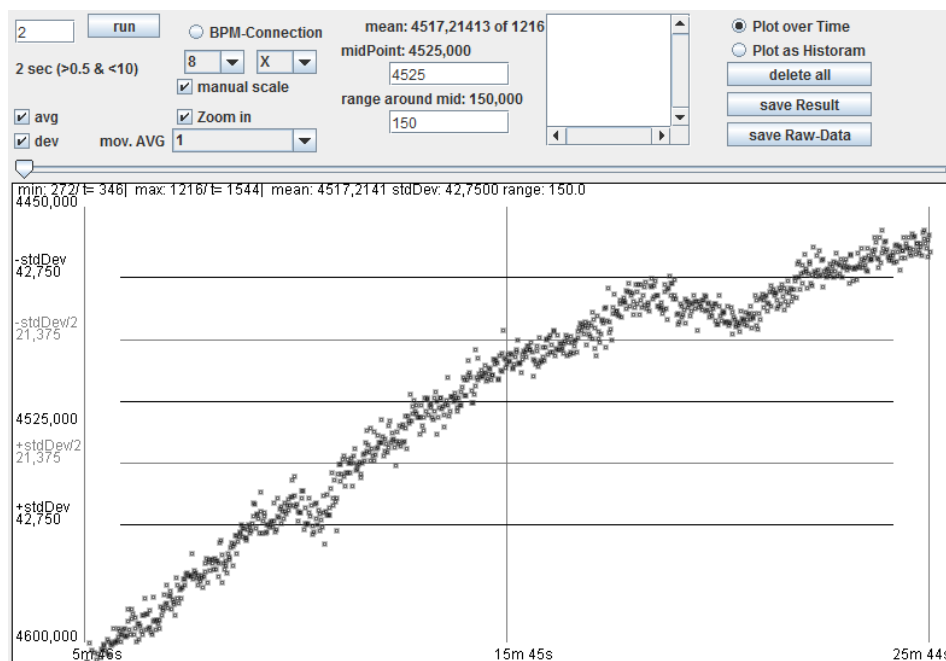 2
run
BPM-Connection
2 sec (>0.5 & <10)
8
X
manual scale
avg
Zoom in
dev
mov. AVG
1
mean: 4517,21413 of 1216
midPoint: 4525,000
4525
range around mid: 150,000
150
Plot over Time
Plot as Historam
delete all
save Result
save Raw-Data
min: 272/ t= 346| max: 1216/ t= 1544| mean: 4517,2141 stdDev: 42,7500 range: 150.0
4450,000
-stdDev
42,750
-stdDev/2
21,375
4525,000
+stdDev/2
21,375
+stdDev
42,750
4600,000
5m 46s
15m 45s
25m 44s